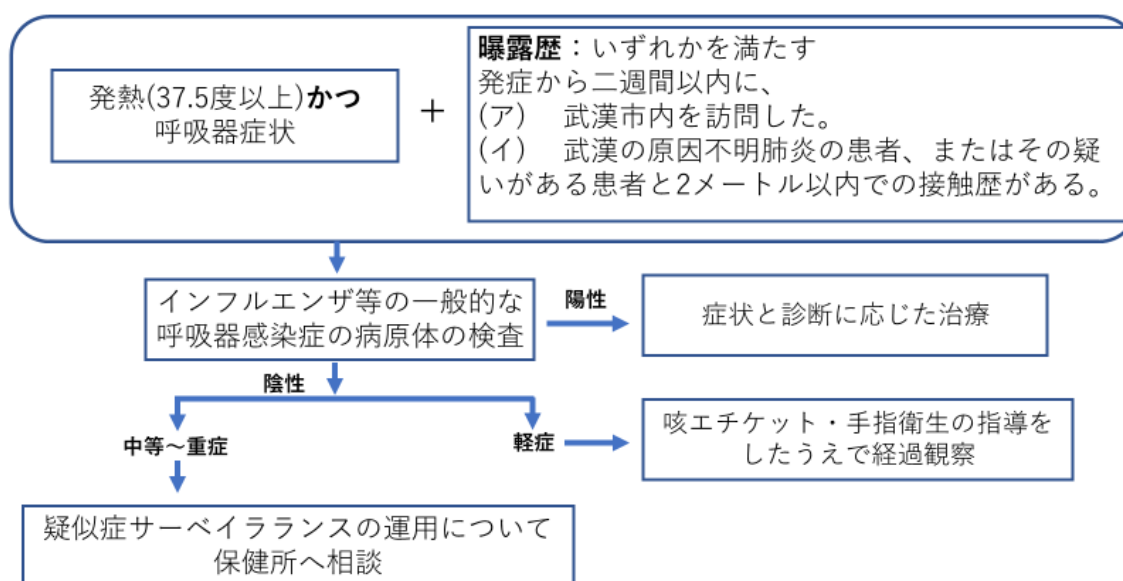 発熱(37.5度以上)かつ
呼吸器症状
+
曝露歴：いずれかを満たす
発症から二週間以内に、
(ア)　武漢市内を訪問した。
(イ)　武漢の原因不明肺炎の患者、またはその疑
いがある患者と2メートル以内での接触歴がある。
インフルエンザ等の一般的な
呼吸器感染症の病原体の検査
陽性
症状と診断に応じた治療
陰性
中等～重症
軽症
咳エチケット・手指衛生の指導を
したうえで経過観察
疑似症サーベイラランスの運用について
保健所へ相談